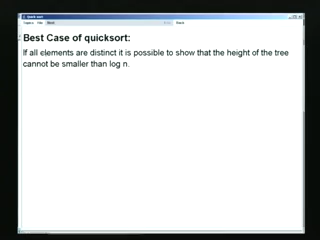 Best Case of quicksort:
If all elements are distinct it is possible to show that the height of the tree
cannot be smaller than log n.